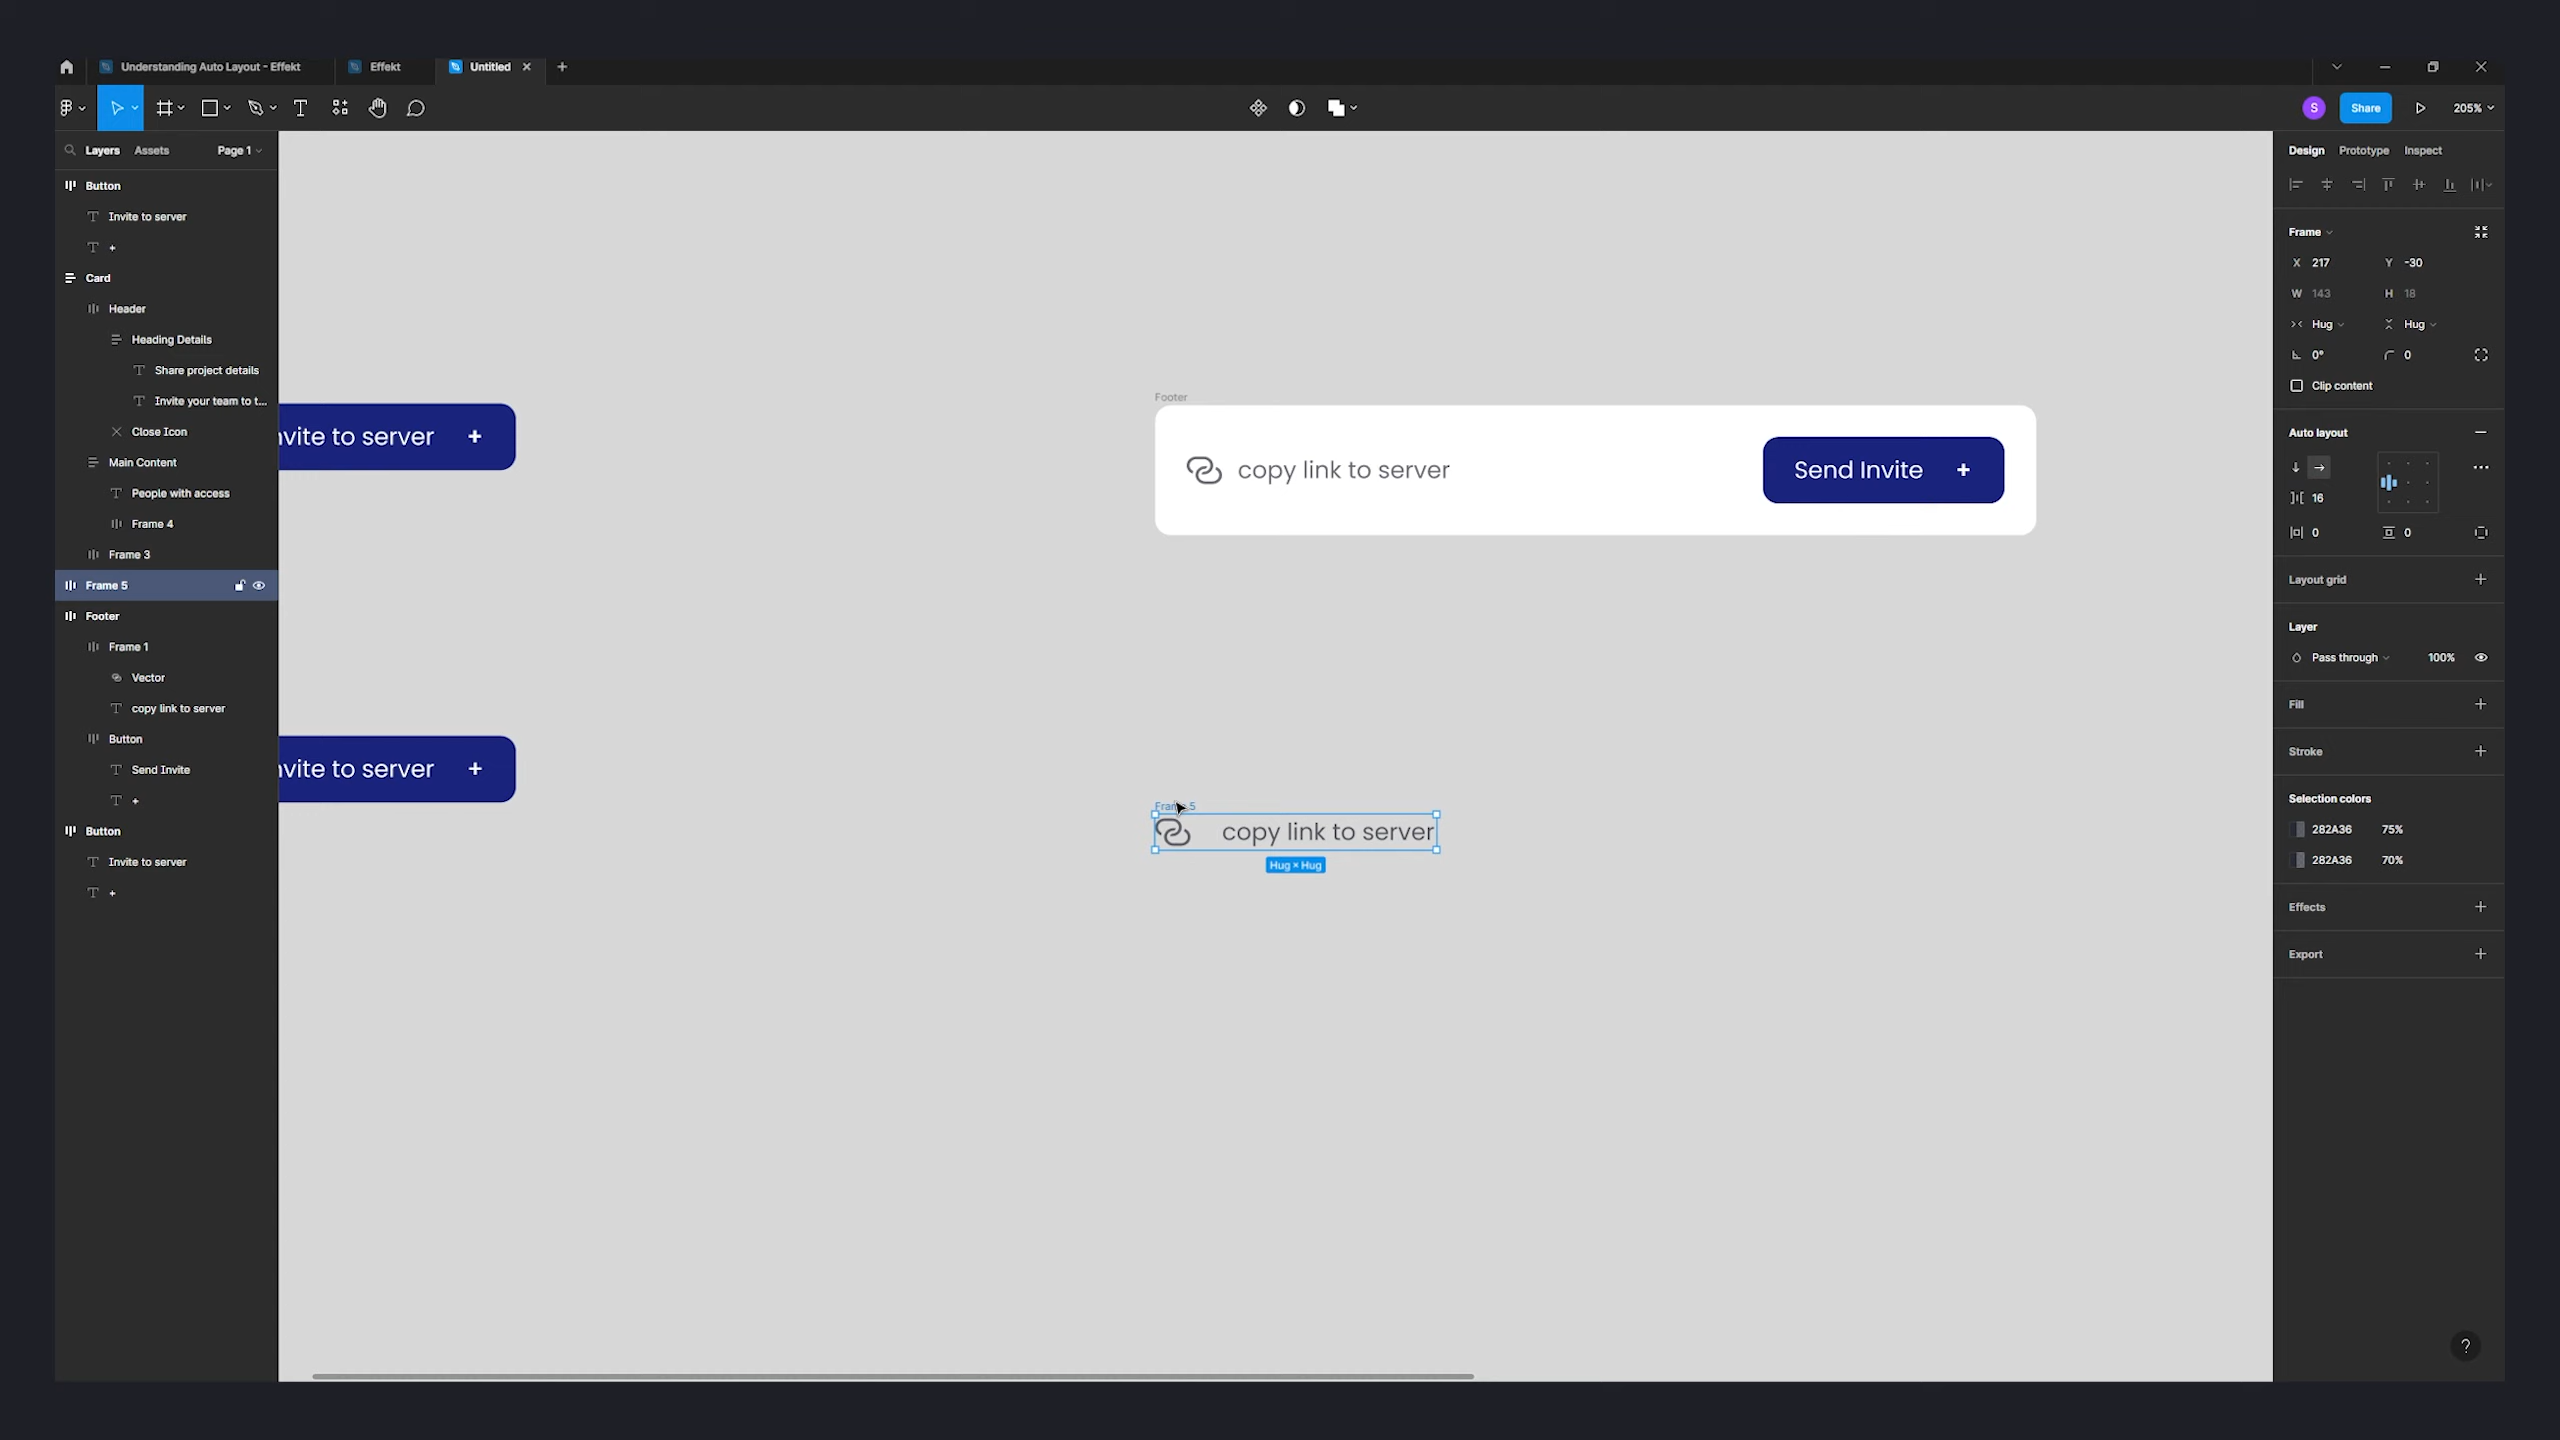 Understanding Auto Layout - Effekt
Effekt
Untitled
S
Share
205%
Layers
Assets
Page 1
Button
Invite to server
+
Card
Header
Heading Details
Share project details
Invite your team to t...
Close Icon
Main Content
People with access
Frame 4
Frame 3
Frame 5
Footer
Frame 1
Vector
copy link to server
Button
Send Invite
+
Button
Invite to server
+
nvite to server +
nvite to server +
Footer
copy link to server
Send Invite +
Frame 5
copy link to server
Hug × Hug
Design
Prototype
Inspect
Frame
X 217
Y -30
W 143
H 18
Hug
Hug
0°
0
Clip content
Auto layout
16
0
0
Layout grid
Layer
Pass through
100%
Fill
Stroke
Selection colors
282A36 75%
282A36 70%
Effects
Export
?